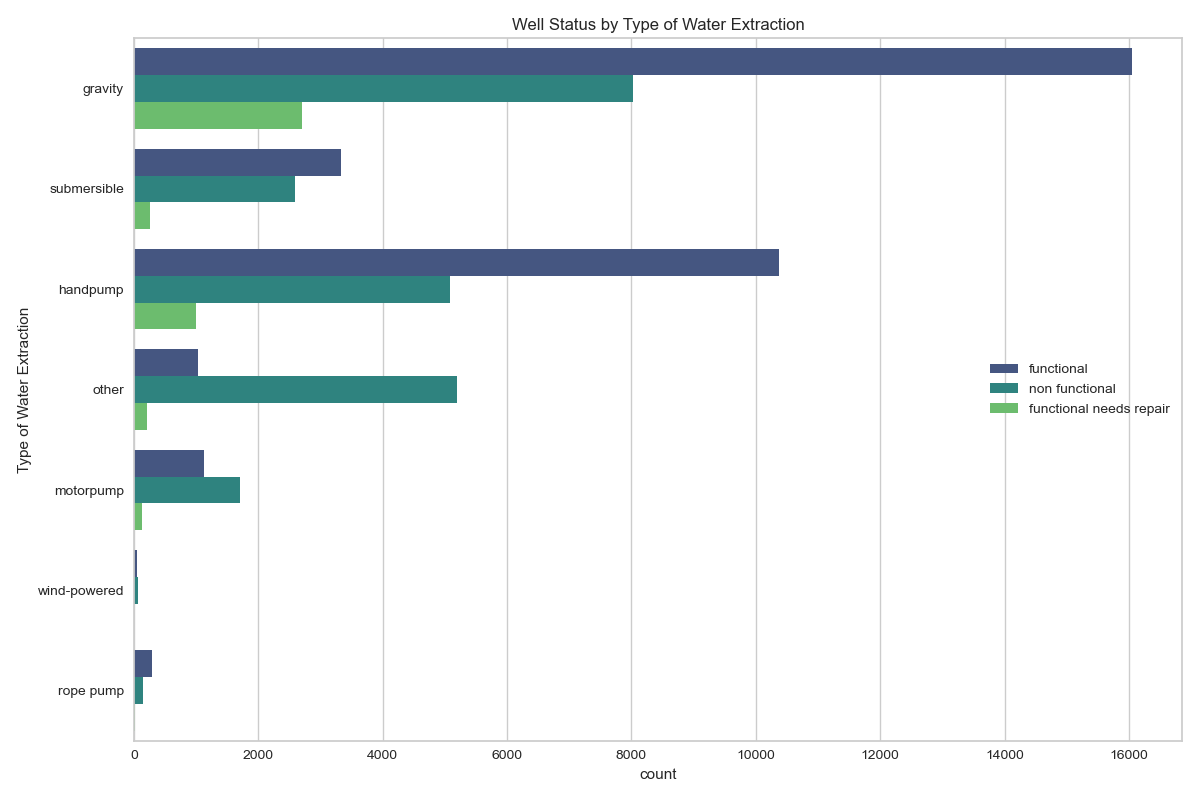 Well Status by Type of Water Extraction
Type of Water Extraction
gravity
submersible
handpump
other
motorpump
wind-powered
rope pump
functional
non functional
functional needs repair
0 2000 4000 6000 8000 10000 12000 14000 16000
count